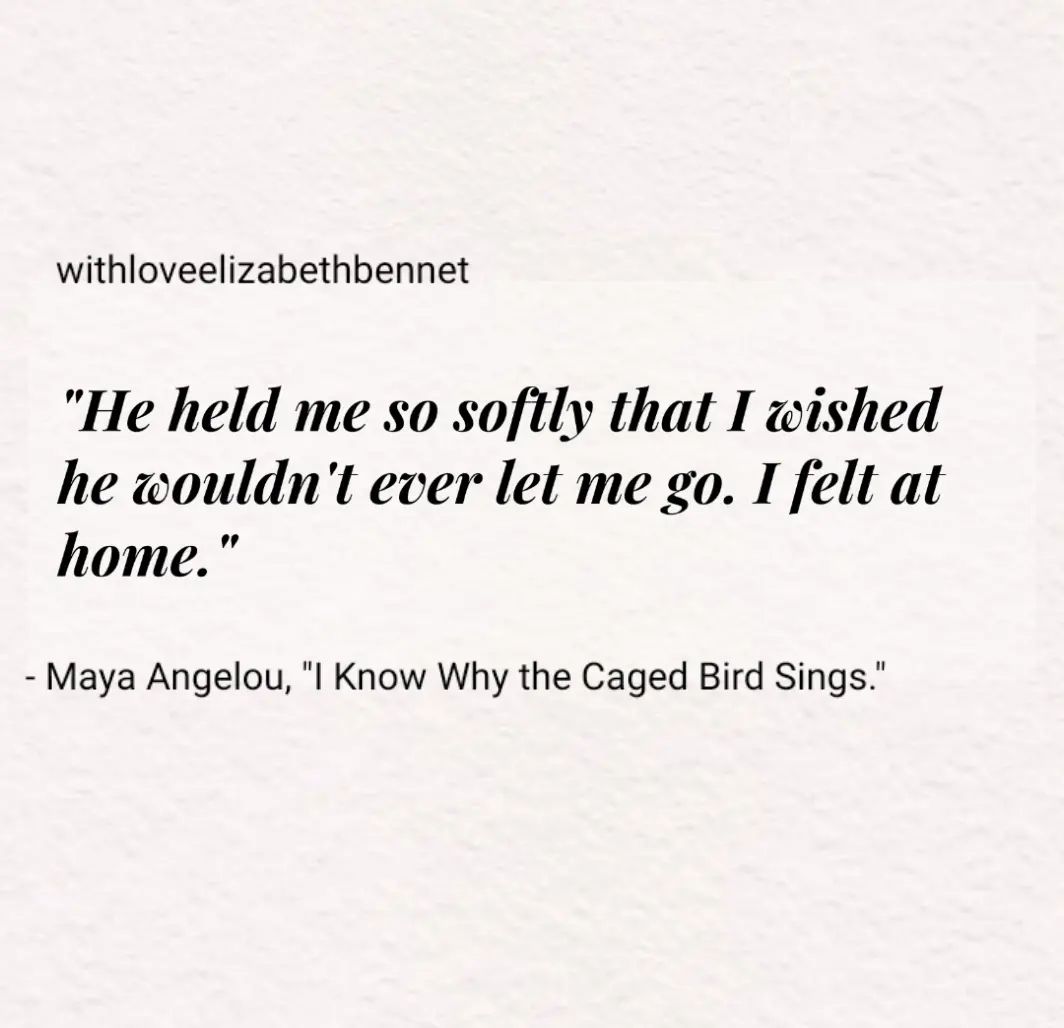 withloveelizabethbennet
"He held me so softly that I wished
he wouldn't ever let me go. I felt at
home."
- Maya Angelou, "I Know Why the Caged Bird Sings."